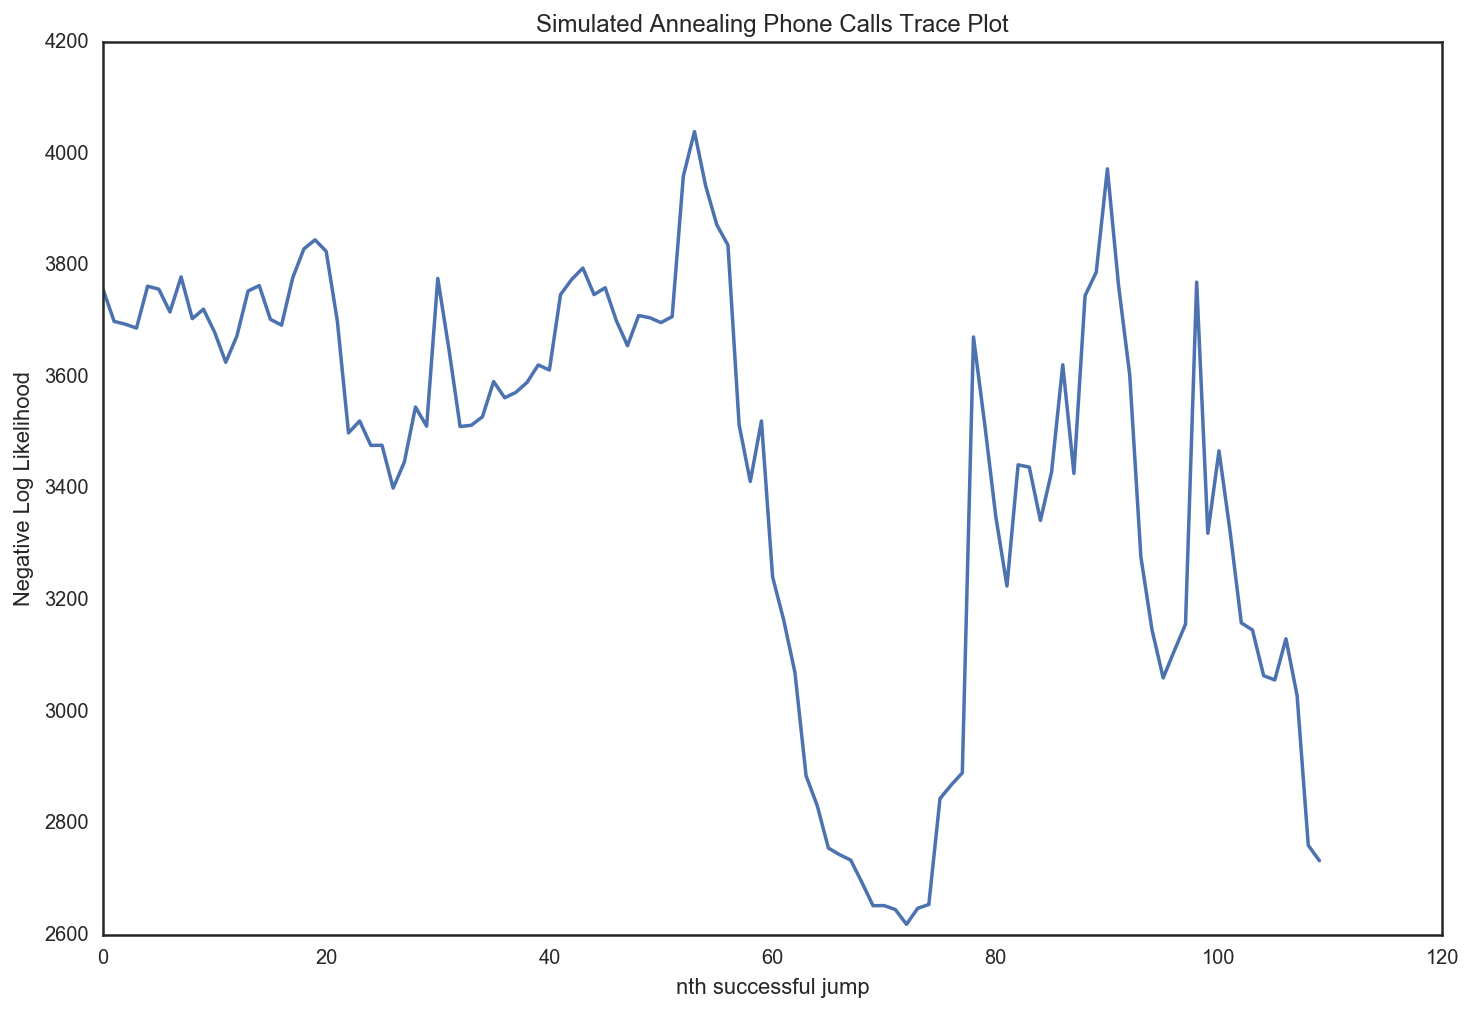 Simulated Annealing Phone Calls Trace Plot
4200
4000
3800
3600
3400
3200
3000
2800
2600
Negative Log Likelihood
0 20 40 60 80 100 120
nth successful jump